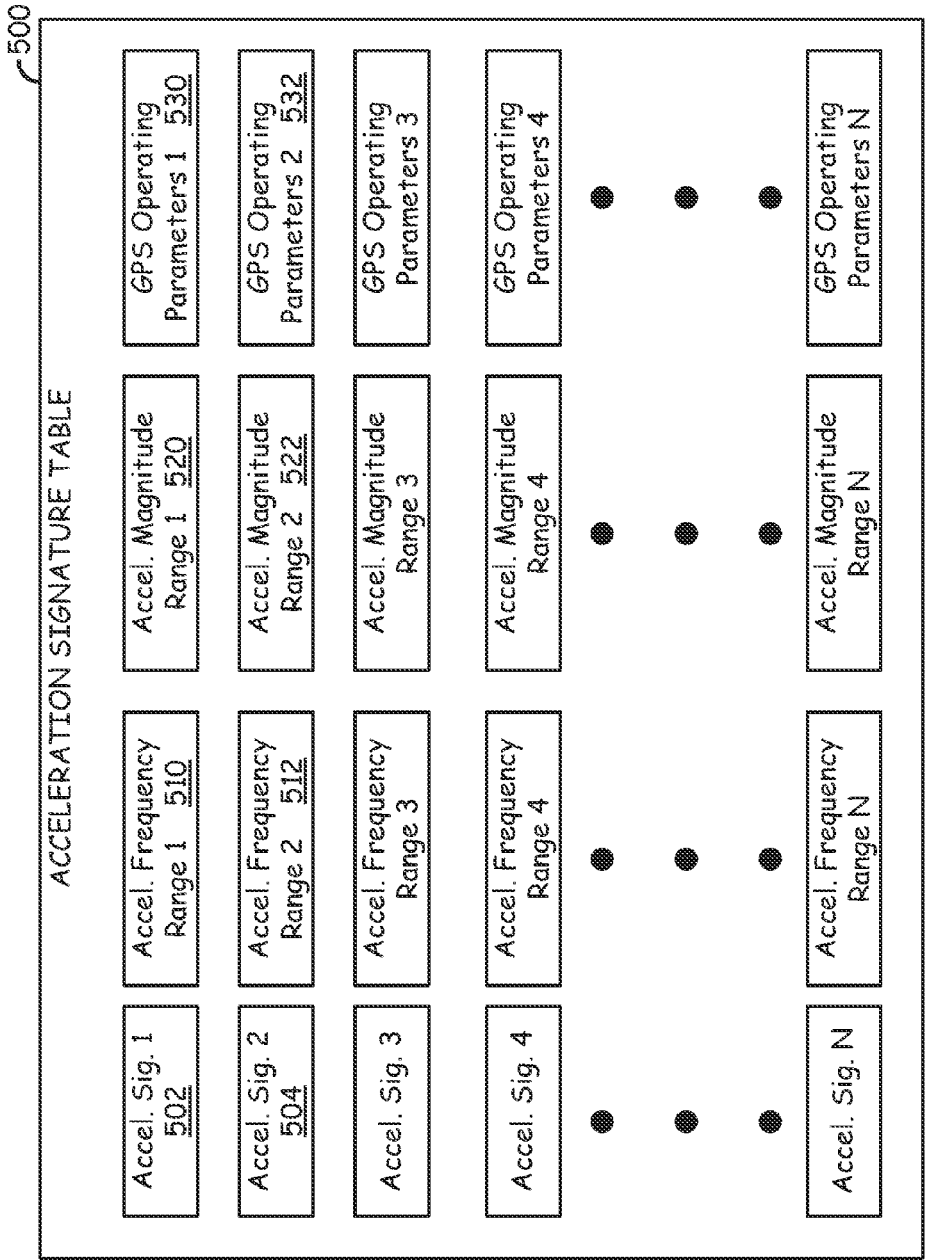 500
ACCELERATION SIGNATURE TABLE
Accel. Sig. 1
502
Accel. Frequency
Range 1 510
Accel. Magnitude
Range 1 520
GPS Operating
Parameters 1 530
Accel. Sig. 2
504
Accel. Frequency
Range 2 512
Accel. Magnitude
Range 2 522
GPS Operating
Parameters 2 532
Accel. Sig. 3
Accel. Frequency
Range 3
Accel. Magnitude
Range 3
GPS Operating
Parameters 3
Accel. Sig. 4
Accel. Frequency
Range 4
Accel. Magnitude
Range 4
GPS Operating
Parameters 4
Accel. Sig. N
Accel. Frequency
Range N
Accel. Magnitude
Range N
GPS Operating
Parameters N